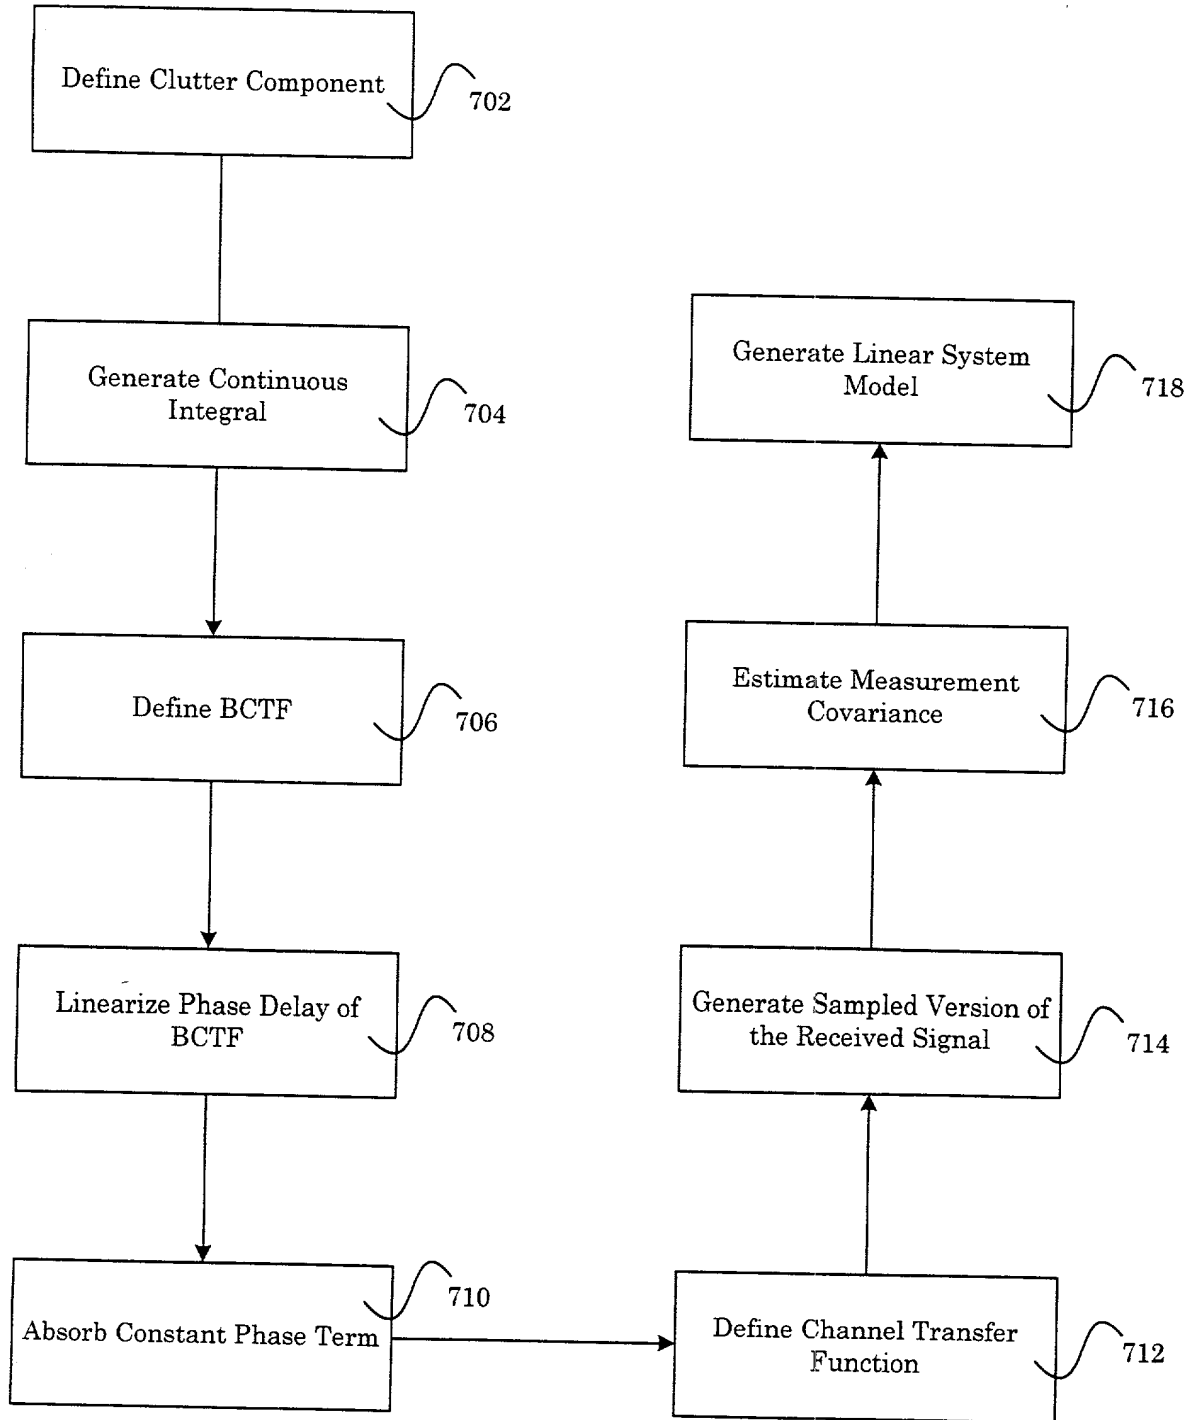 Define Clutter Component
702
Generate Continuous
Integral
704
Define BCTF
706
Linearize Phase Delay of
BCTF
708
Absorb Constant Phase Term
710
Define Channel Transfer
Function
712
Generate Sampled Version of
the Received Signal
714
Estimate Measurement
Covariance
716
Generate Linear System
Model
718